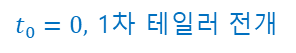 t₀ = 0, 1차 테일러 전개